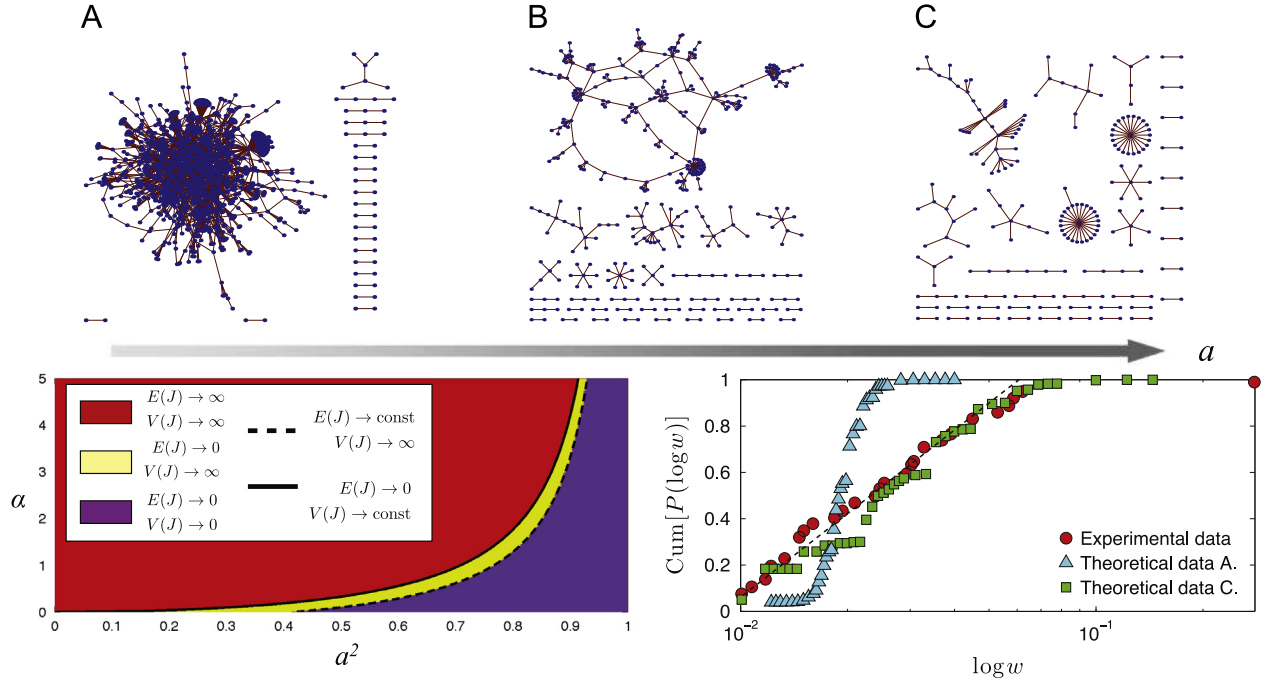 A B C
a
E(J) → ∞
V(J) → ∞
E(J) → 0
V(J) → ∞
E(J) → 0
V(J) → 0
E(J) → const
V(J) → ∞
E(J) → 0
V(J) → const
5
4
3
2
1
0
α
0 0.1 0.2 0.3 0.4 0.5 0.6 0.7 0.8 0.9 1
a²
Cum[P(log w)]
1
0.8
0.6
0.4
0.2
0
Experimental data
Theoretical data A.
Theoretical data C.
10⁻² 10⁻¹
log w